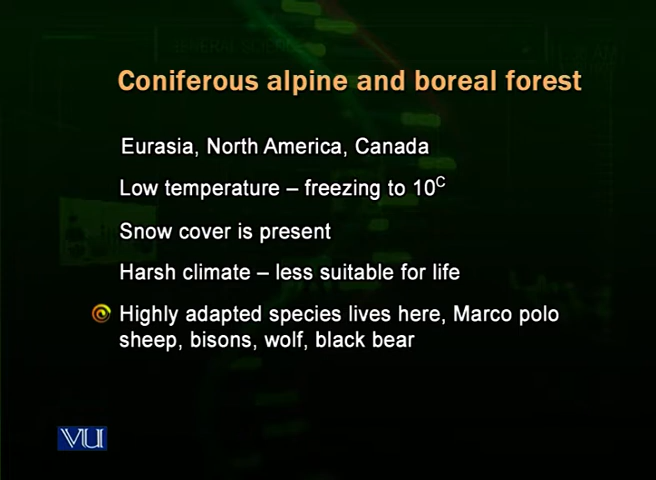 Coniferous alpine and boreal forest
Eurasia, North America, Canada
Low temperature – freezing to 10ᶜ
Snow cover is present
Harsh climate – less suitable for life
Highly adapted species lives here, Marco polo
sheep, bisons, wolf, black bear
VU